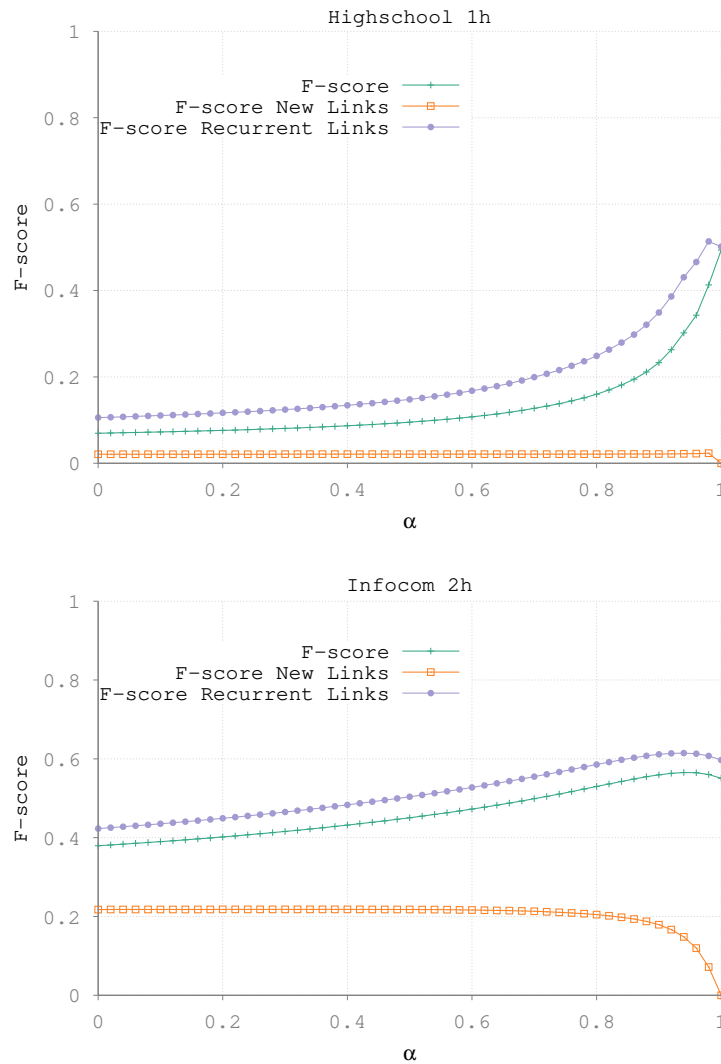 Highschool 1h
1
0.8
0.6
0.4
0.2
0
F-score
F-score
F-score New Links
F-score Recurrent Links
0 0.2 0.4 0.6 0.8 1
α
Infocom 2h
1
0.8
0.6
0.4
0.2
0
F-score
F-score
F-score New Links
F-score Recurrent Links
0 0.2 0.4 0.6 0.8 1
α